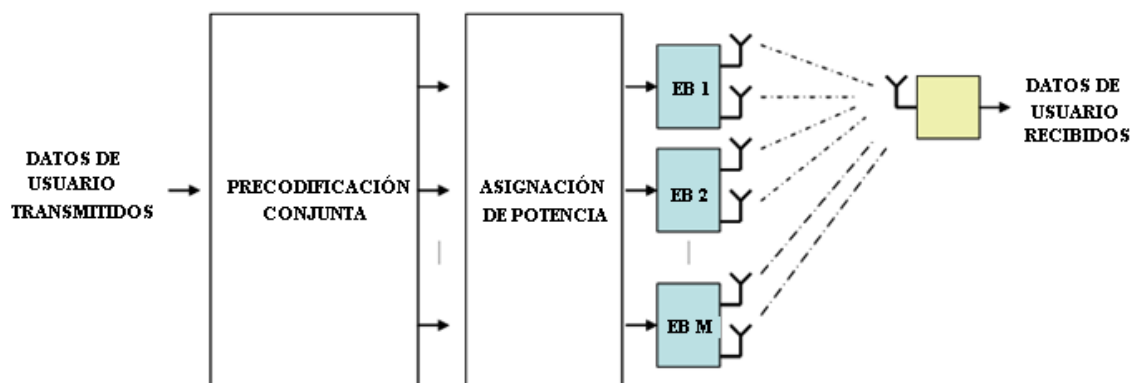 DATOS DE
USUARIO
TRANSMITIDOS
PRECODIFICACIÓN
CONJUNTA
ASIGNACIÓN
DE POTENCIA
EB 1
EB 2
EB M
DATOS DE
USUARIO
RECIBIDOS